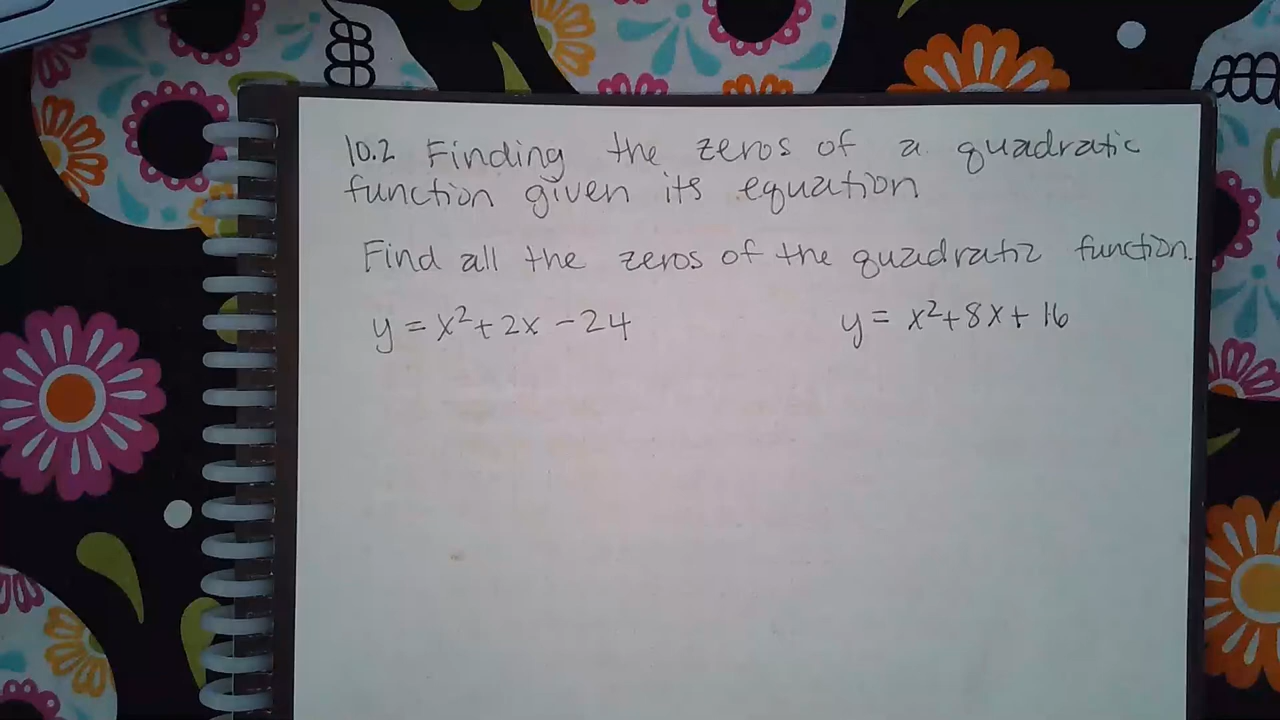 10.2 Finding the zeros of a quadratic
function given its equation
Find all the zeros of the quadratic function.
y = x²+2x -24
y = x²+8x+16